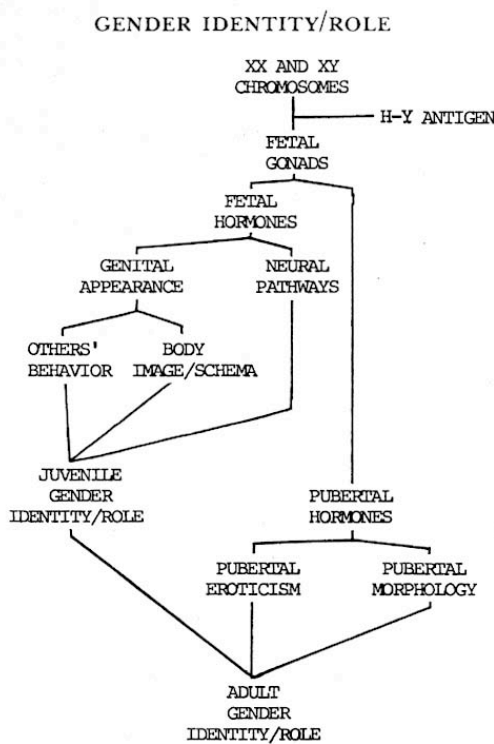 GENDER IDENTITY/ROLE
XX AND XY
CHROMOSOMES
H-Y ANTIGEN
FETAL
GONADS
FETAL
HORMONES
GENITAL
APPEARANCE
NEURAL
PATHWAYS
OTHERS'
BEHAVIOR
BODY
IMAGE/SCHEMA
JUVENILE
GENDER
IDENTITY/ROLE
PUBERTAL
HORMONES
PUBERTAL
EROTICISM
PUBERTAL
MORPHOLOGY
ADULT
GENDER
IDENTITY/ROLE